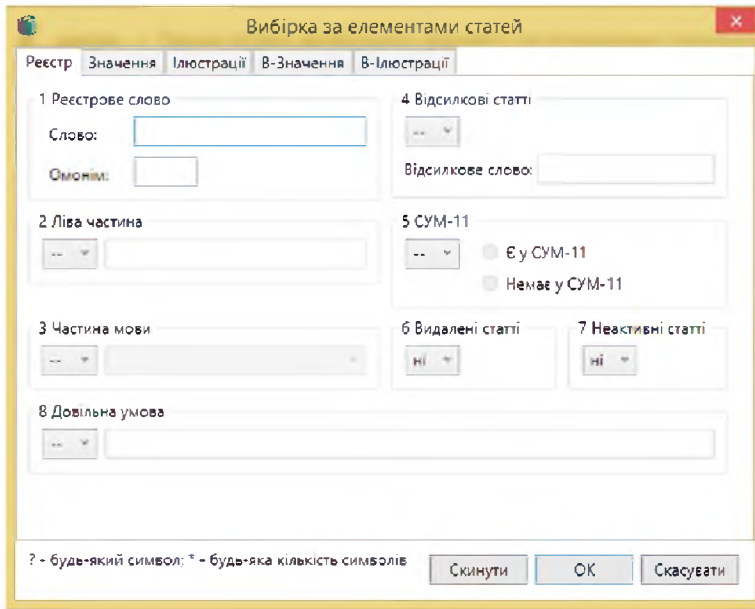 Вибірка за елементами статей
Реєстр Значення Ілюстрації В-Значення В-Ілюстрації
1 Реєстрове слово
Слово:
Омонім:
4 Відсилкові статті
--
Відсилкове слово:
2 Ліва частина
--
5 СУМ-11
--
Є у СУМ-11
Немає у СУМ-11
3 Частина мови
--
6 Видалені статті
ні
7 Неактивні статті
ні
8 Довільна умова
--
? - будь-який символ; * - будь-яка кількість символів
Скинути ОК Скасувати